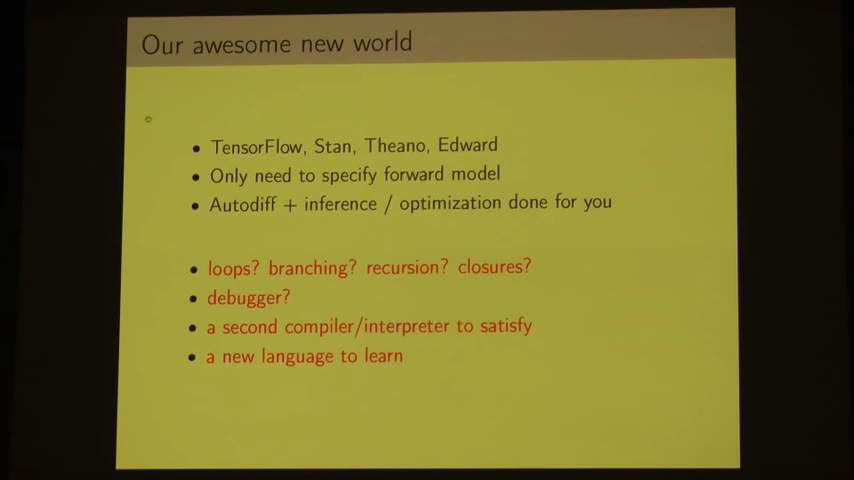 Our awesome new world
• TensorFlow, Stan, Theano, Edward
• Only need to specify forward model
• Autodiff + inference / optimization done for you
• loops? branching? recursion? closures?
• debugger?
• a second compiler/interpreter to satisfy
• a new language to learn